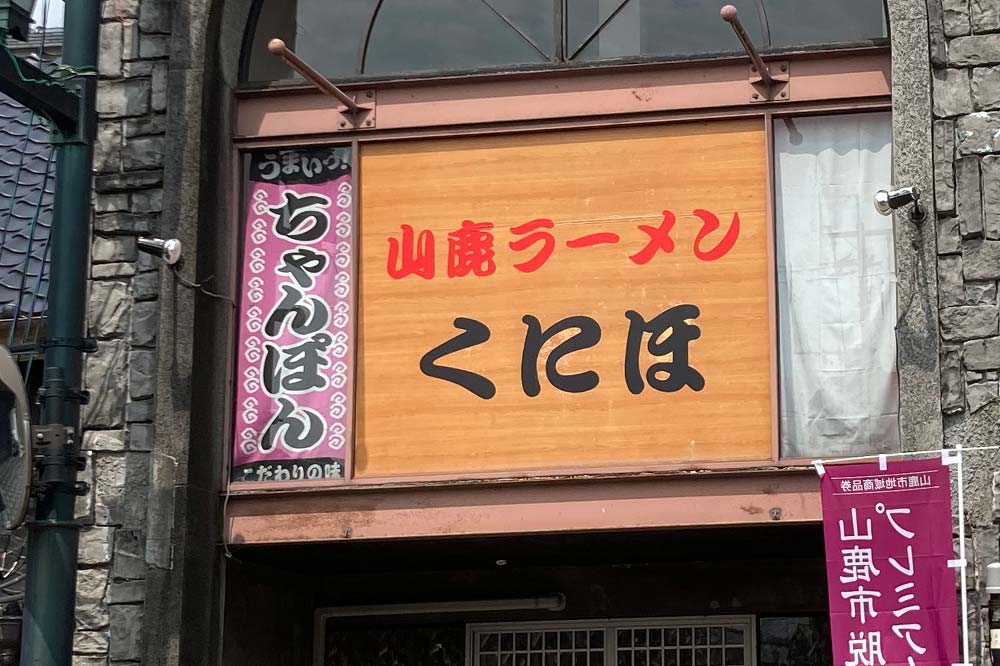 うまいっ!
ちゃんぽん
こだわりの味
山鹿ラーメン
くにほ
山鹿市地域商品券
プレミア
山鹿市脱